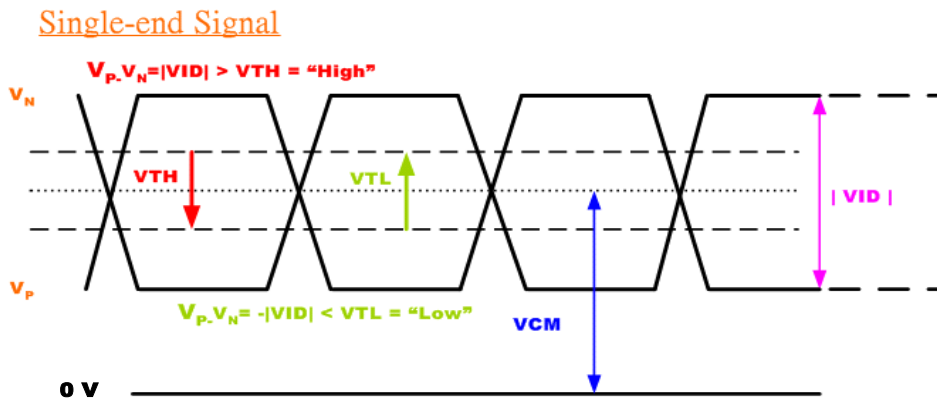 Single-end Signal
VP-VN=|VID| > VTH = “High”
VN
VTH
VTL
| VID |
VP
VP-VN= -|VID| < VTL = “Low”
VCM
0 V